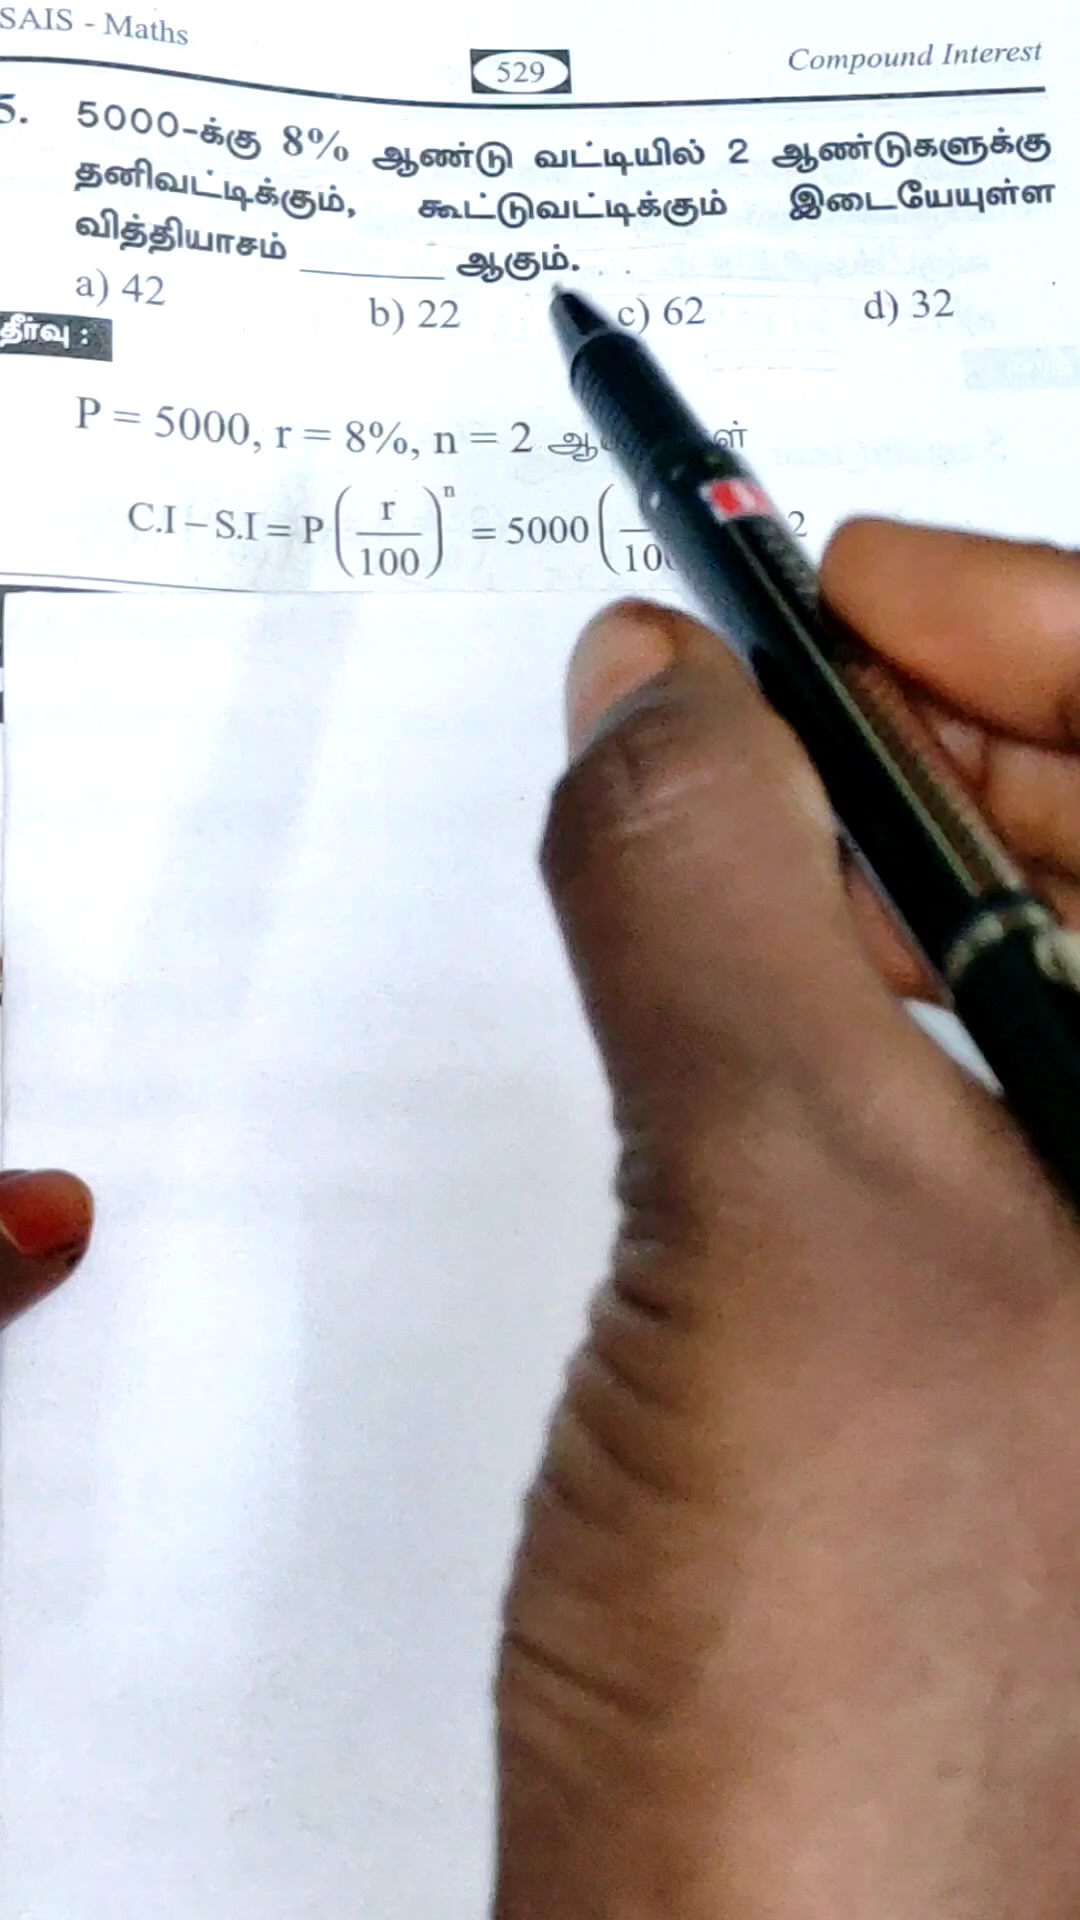 SAIS - Maths
529
Compound Interest
5. 5000-க்கு 8% ஆண்டு வட்டியில் 2 ஆண்டுகளுக்கு
தனிவட்டிக்கும், கூட்டுவட்டிக்கும் இடையேயுள்ள
வித்தியாசம் ________ ஆகும்.
a) 42 b) 22 c) 62 d) 32
தீர்வு :
P = 5000, r = 8%, n = 2
C.I – S.I = P (r/100)^n = 5000